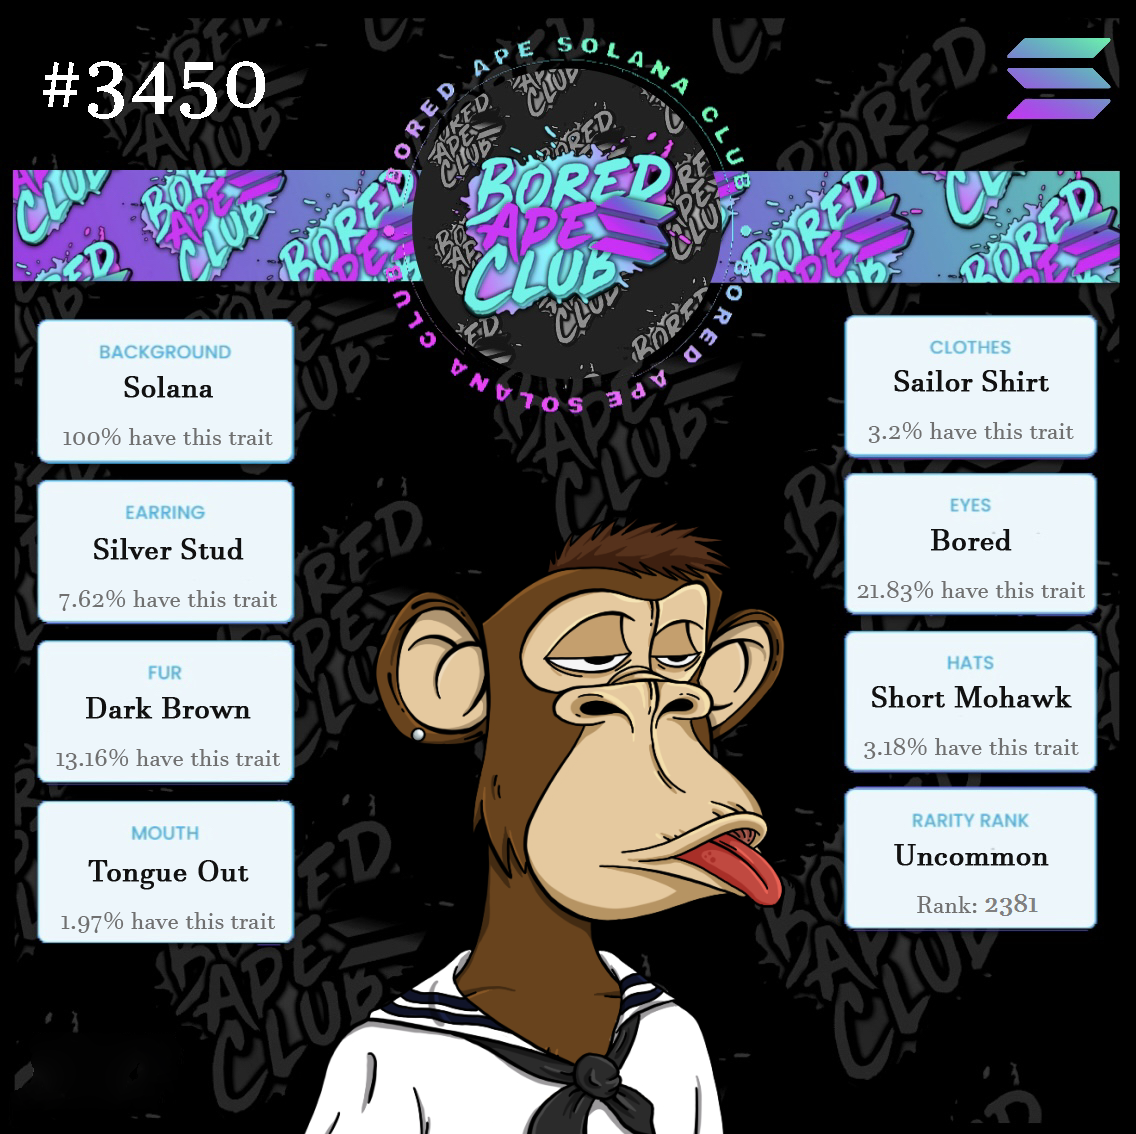 #3450
BORED APE SOLANA CLUB
BORED APE SOLANA CLUB
BORED
APE
CLUB
BACKGROUND
Solana
100% have this trait
EARRING
Silver Stud
7.62% have this trait
FUR
Dark Brown
13.16% have this trait
MOUTH
Tongue Out
1.97% have this trait
CLOTHES
Sailor Shirt
3.2% have this trait
EYES
Bored
21.83% have this trait
HATS
Short Mohawk
3.18% have this trait
RARITY RANK
Uncommon
Rank: 2381